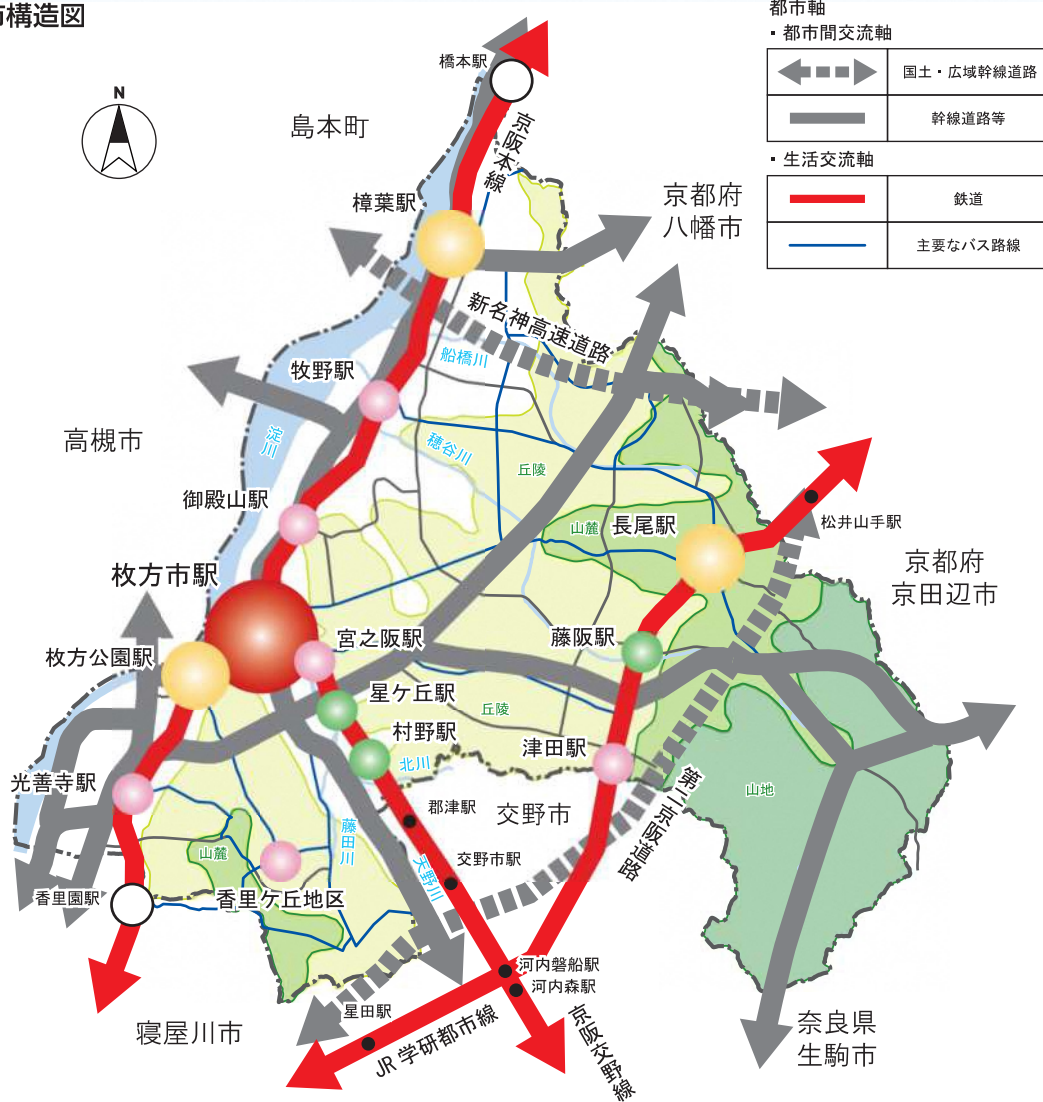 市構造図
都市軸
・都市間交流軸
国土・広域幹線道路
幹線道路等
・生活交流軸
鉄道
主要なバス路線
N
橋本駅
島本町
京阪本線
樟葉駅
京都府
八幡市
新名神高速道路
船橋川
牧野駅
高槻市
淀川
穂谷川
丘陵
御殿山駅
山麓
長尾駅
松井山手駅
京都府
京田辺市
枚方市駅
宮之阪駅
藤阪駅
枚方公園駅
星ケ丘駅
丘陵
村野駅
津田駅
北川
光善寺駅
第二京阪道路
山地
郡津駅
交野市
藤田川
山麓
交野市駅
天野川
香里園駅
香里ケ丘地区
河内磐船駅
河内森駅
星田駅
寝屋川市
JR 学研都市線
京阪交野線
奈良県
生駒市